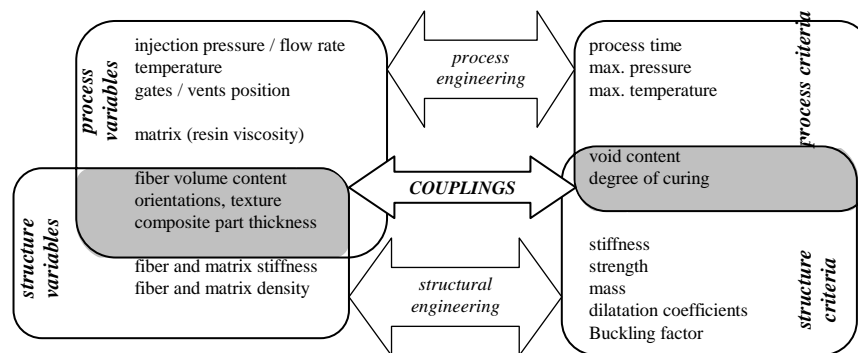 process
variables
injection pressure / flow rate
temperature
gates / vents position
matrix (resin viscosity)
fiber volume content
orientations, texture
composite part thickness
fiber and matrix stiffness
fiber and matrix density
structure
variables
process
engineering
COUPLINGS
structural
engineering
process time
max. pressure
max. temperature
process criteria
void content
degree of curing
stiffness
strength
mass
dilatation coefficients
Buckling factor
structure
criteria